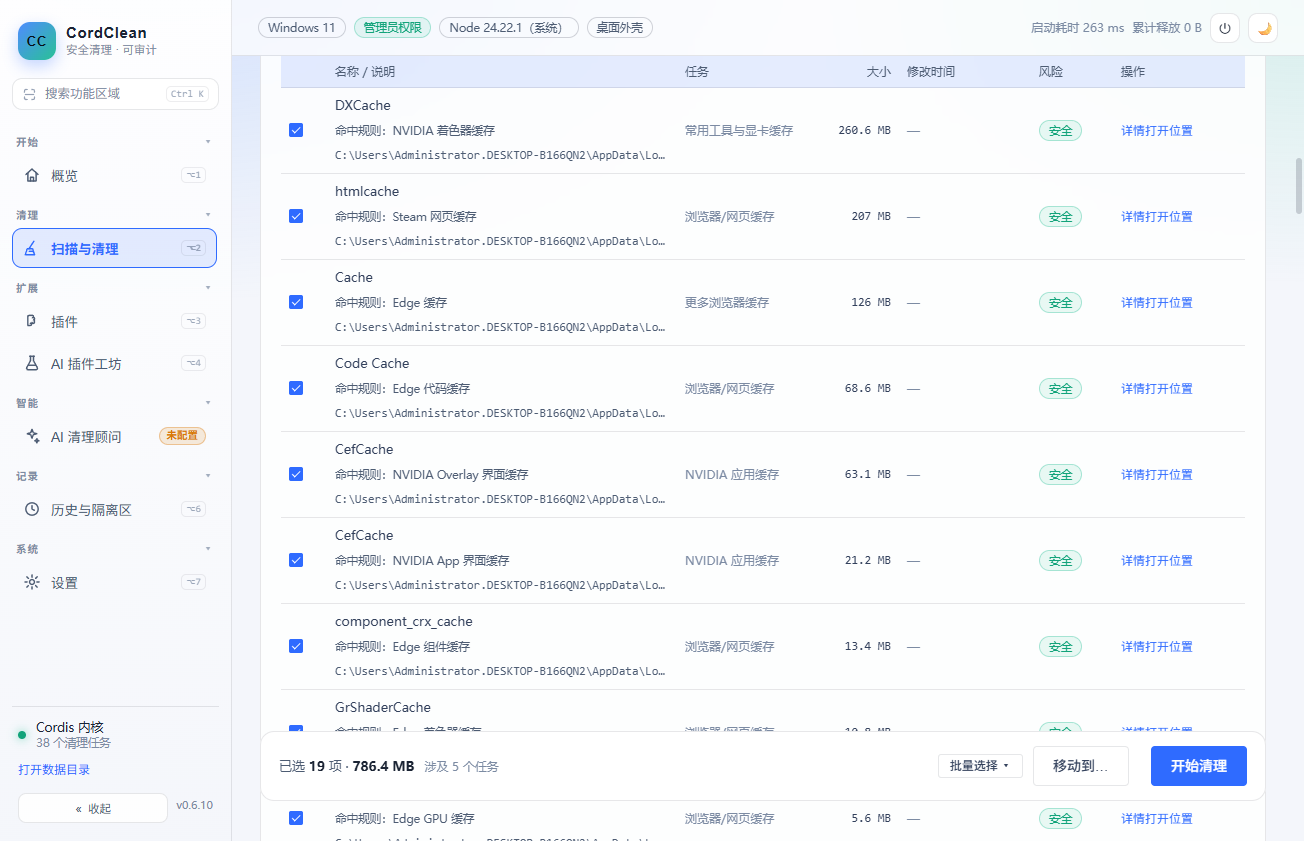 CC
CordClean
安全清理 · 可审计
搜索功能区域
Ctrl K
开始
概览
⌥1
清理
扫描与清理
⌥2
扩展
插件
⌥3
AI 插件工坊
⌥4
智能
AI 清理顾问
未配置
记录
历史与隔离区
⌥6
系统
设置
⌥7
Cordis 内核
38 个清理任务
打开数据目录
« 收起
v0.6.10
Windows 11
管理员权限
Node 24.22.1（系统）
桌面外壳
启动耗时 263 ms 累计释放 0 B
名称 / 说明 任务 大小 修改时间 风险 操作
DXCache
命中规则：NVIDIA 着色器缓存 常用工具与显卡缓存 260.6 MB — 安全 详情打开位置
C:\Users\Administrator.DESKTOP-B166QN2\AppData\Lo…
htmlcache
命中规则：Steam 网页缓存 浏览器/网页缓存 207 MB — 安全 详情打开位置
C:\Users\Administrator.DESKTOP-B166QN2\AppData\Lo…
Cache
命中规则：Edge 缓存 更多浏览器缓存 126 MB — 安全 详情打开位置
C:\Users\Administrator.DESKTOP-B166QN2\AppData\Lo…
Code Cache
命中规则：Edge 代码缓存 浏览器/网页缓存 68.6 MB — 安全 详情打开位置
C:\Users\Administrator.DESKTOP-B166QN2\AppData\Lo…
CefCache
命中规则：NVIDIA Overlay 界面缓存 NVIDIA 应用缓存 63.1 MB — 安全 详情打开位置
C:\Users\Administrator.DESKTOP-B166QN2\AppData\Lo…
CefCache
命中规则：NVIDIA App 界面缓存 NVIDIA 应用缓存 21.2 MB — 安全 详情打开位置
C:\Users\Administrator.DESKTOP-B166QN2\AppData\Lo…
component_crx_cache
命中规则：Edge 组件缓存 浏览器/网页缓存 13.4 MB — 安全 详情打开位置
C:\Users\Administrator.DESKTOP-B166QN2\AppData\Lo…
GrShaderCache
已选 19 项 · 786.4 MB 涉及 5 个任务
批量选择
移动到…
开始清理
命中规则：Edge GPU 缓存 浏览器/网页缓存 5.6 MB — 安全 详情打开位置